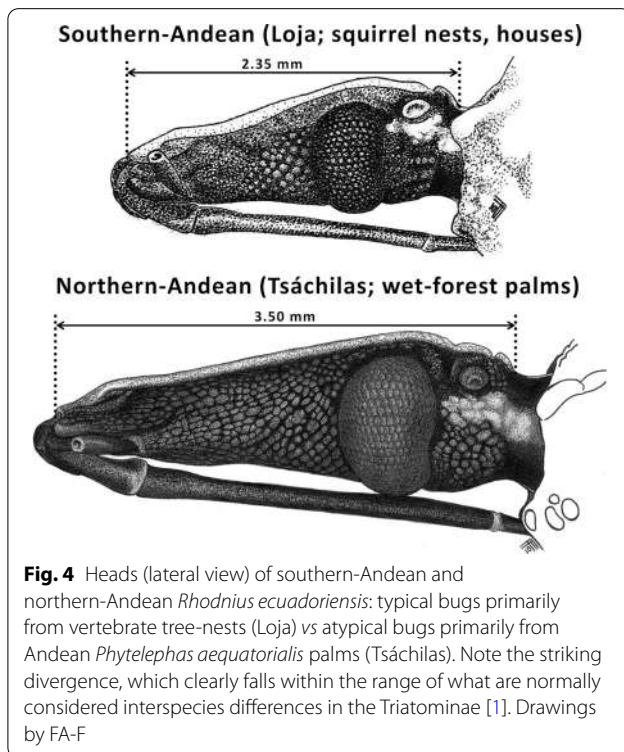 Southern-Andean (Loja; squirrel nests, houses)
2.35 mm
Northern-Andean (Tsáchilas; wet-forest palms)
3.50 mm
Fig. 4 Heads (lateral view) of southern-Andean and
northern-Andean Rhodnius ecuadoriensis: typical bugs primarily
from vertebrate tree-nests (Loja) vs atypical bugs primarily from
Andean Phytelephas aequatorialis palms (Tsáchilas). Note the striking
divergence, which clearly falls within the range of what are normally
considered interspecies differences in the Triatominae [1]. Drawings
by FA-F